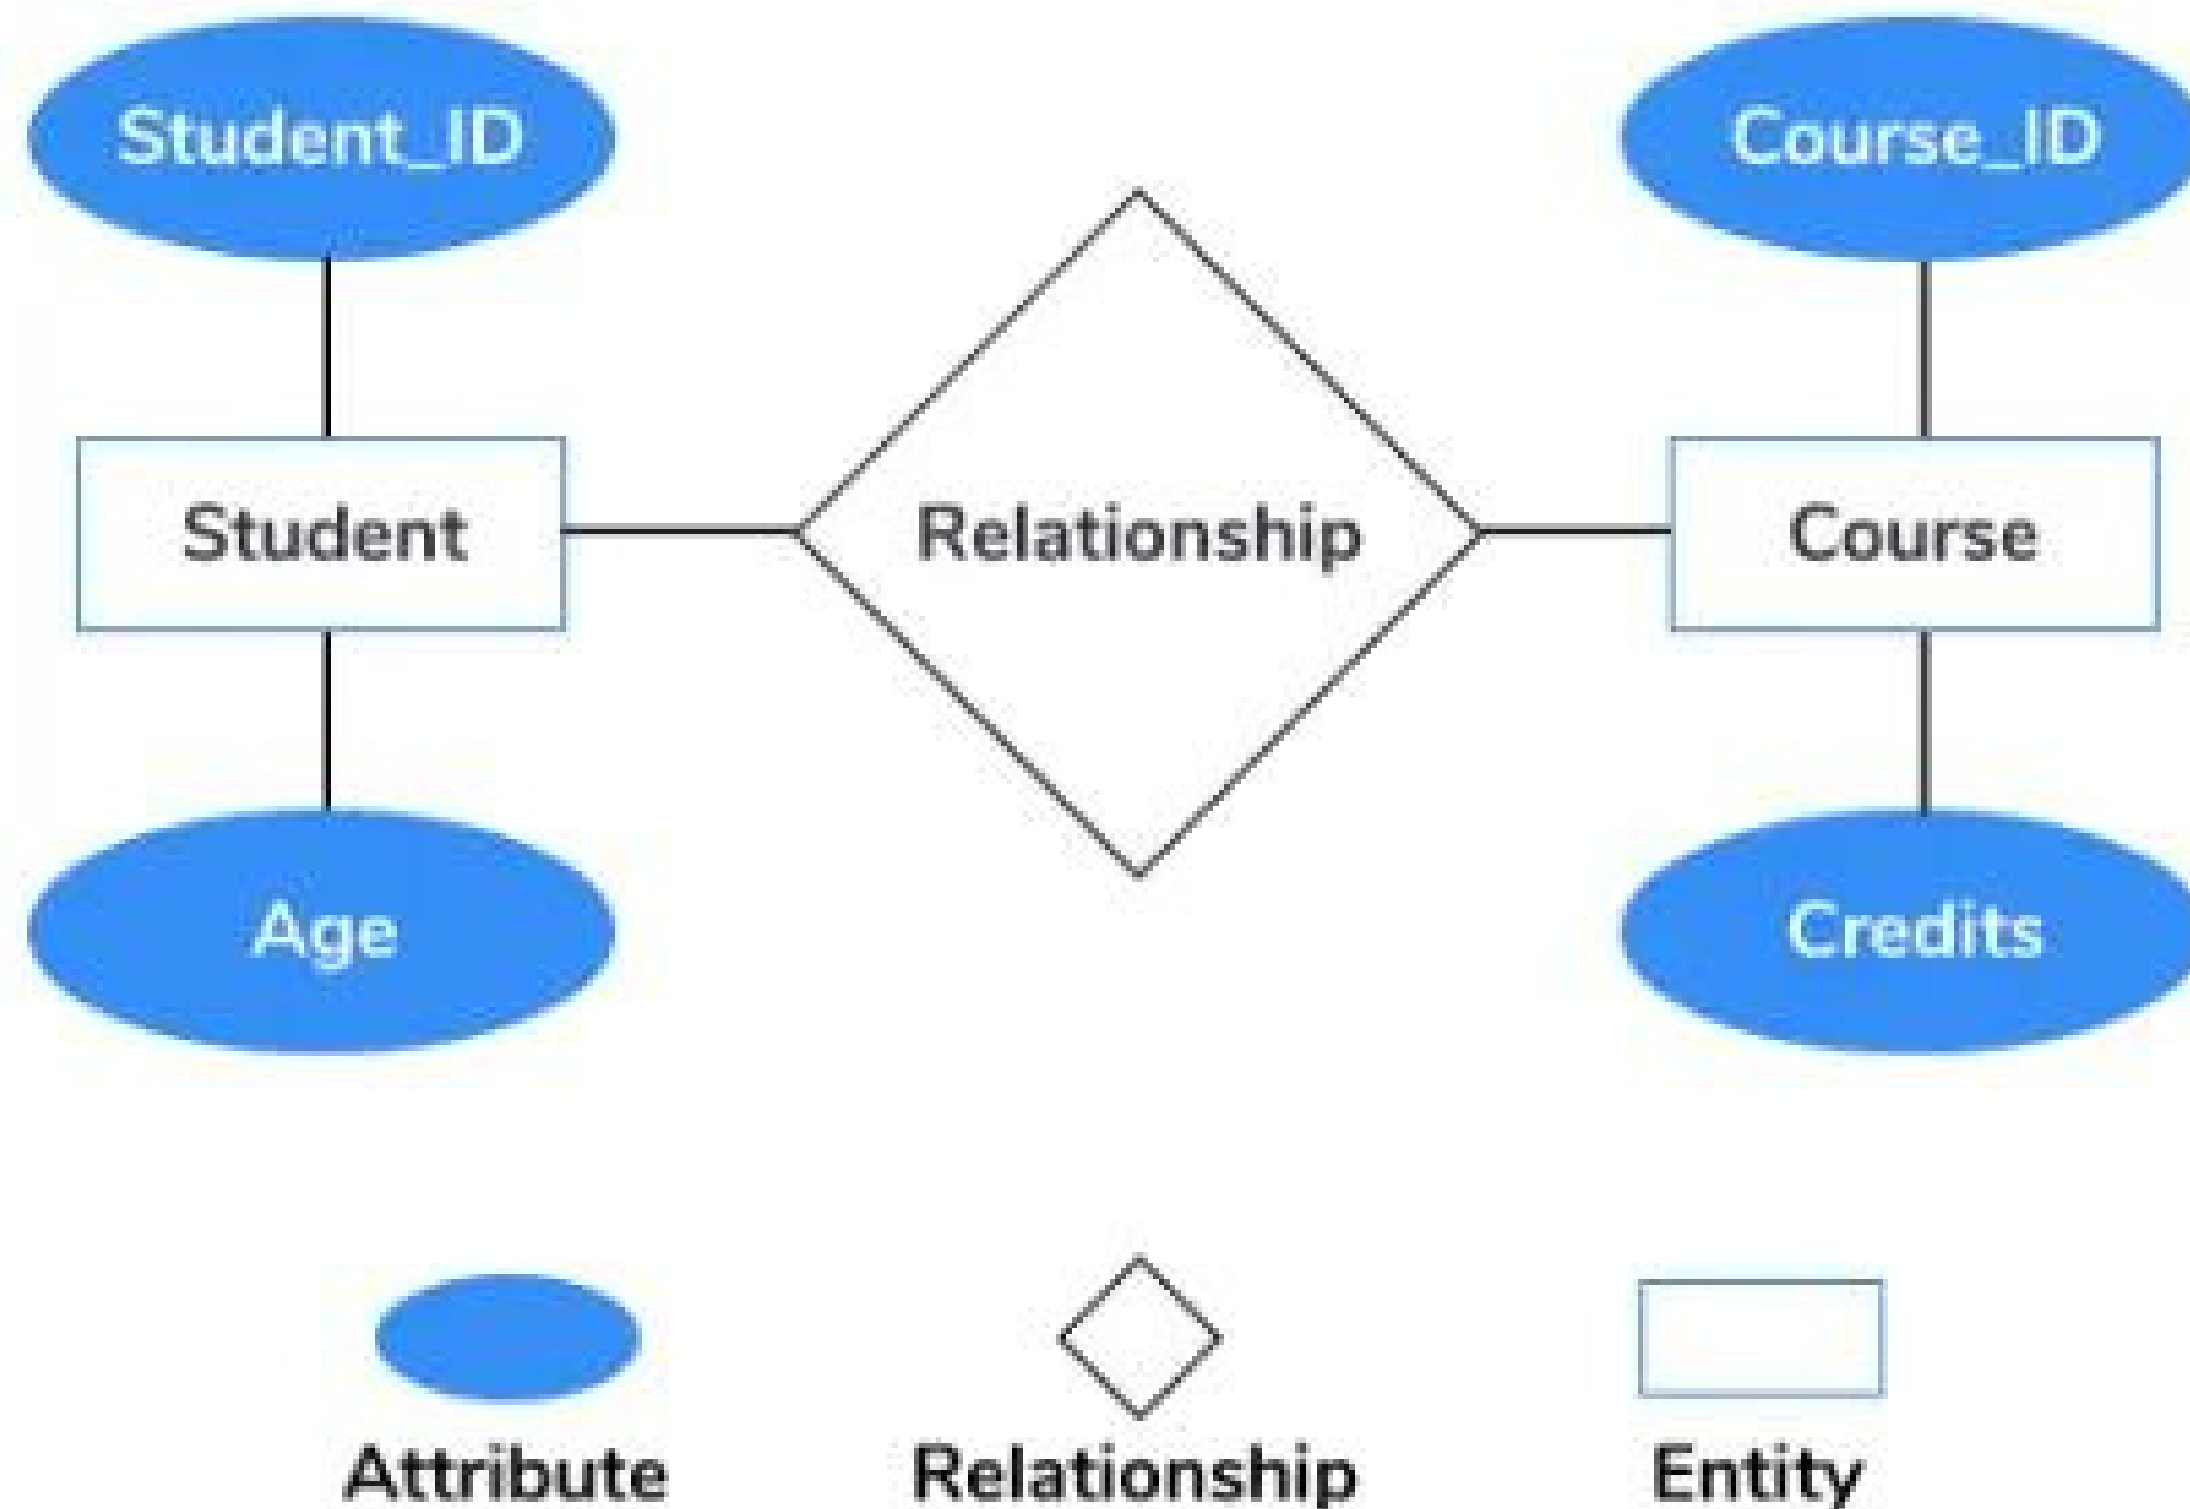 Student_ID
Course_ID
Student
Relationship
Course
Age
Credits
Attribute
Relationship
Entity